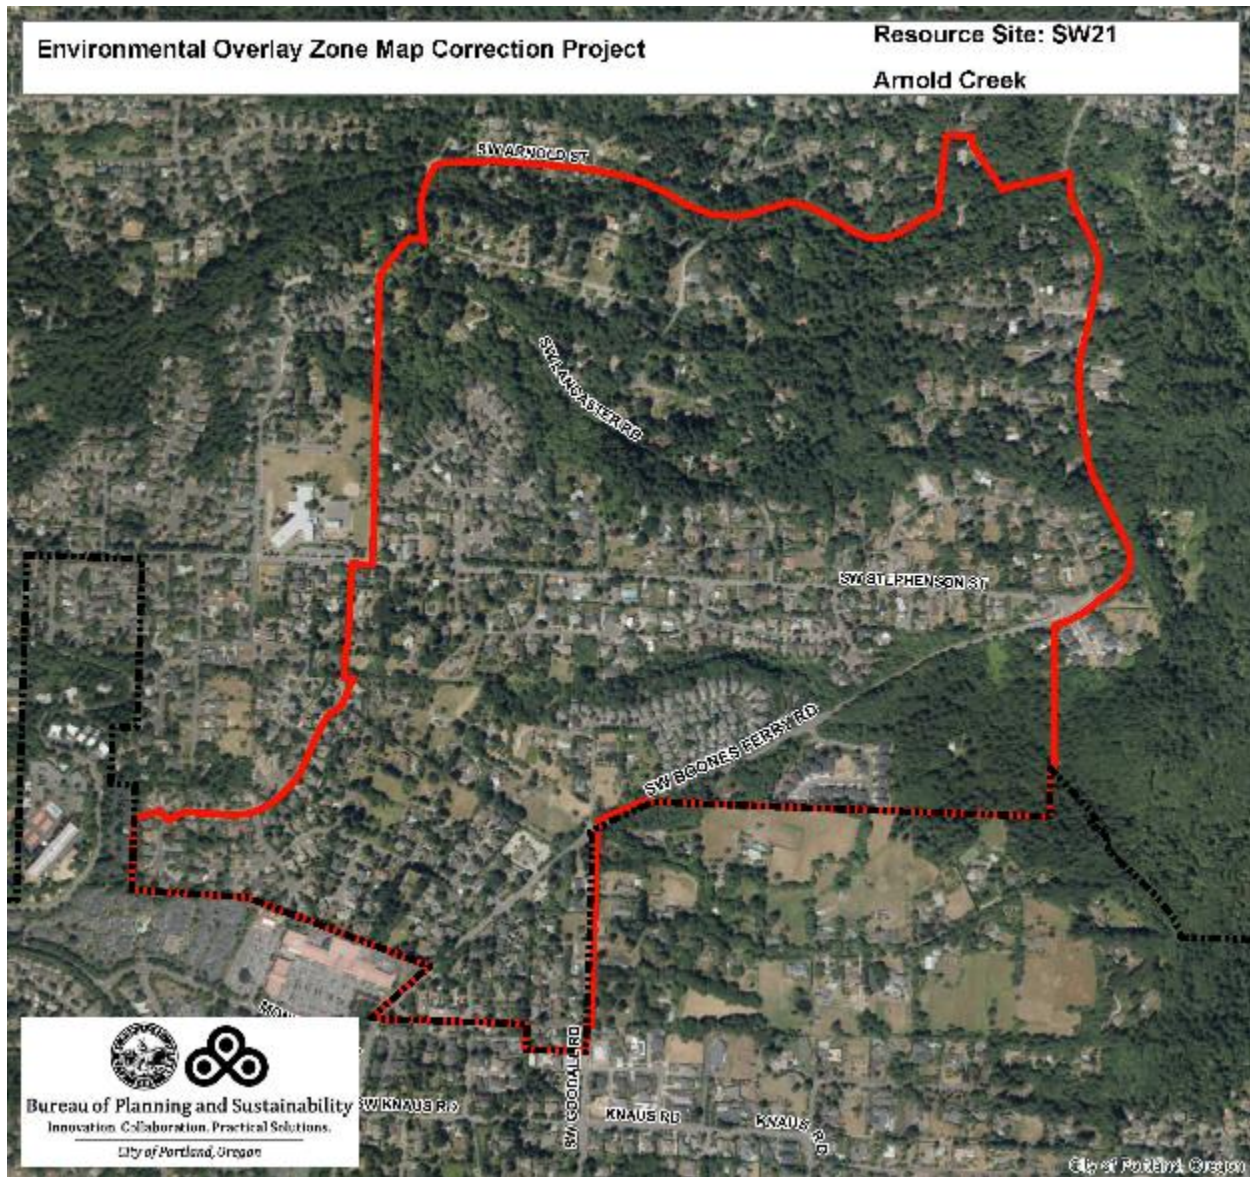 Environmental Overlay Zone Map Correction Project
Resource Site: SW21
Arnold Creek
SW ARNOLD ST
SW LANCASTER RD
SW STEPHENSON ST
SW BOONES FERRY RD
SW GOODALL RD
SW KNAUS RD
KNAUS RD
KNAUS RD
Bureau of Planning and Sustainability
Innovation. Collaboration. Practical Solutions.
City of Portland, Oregon
City of Portland, Oregon